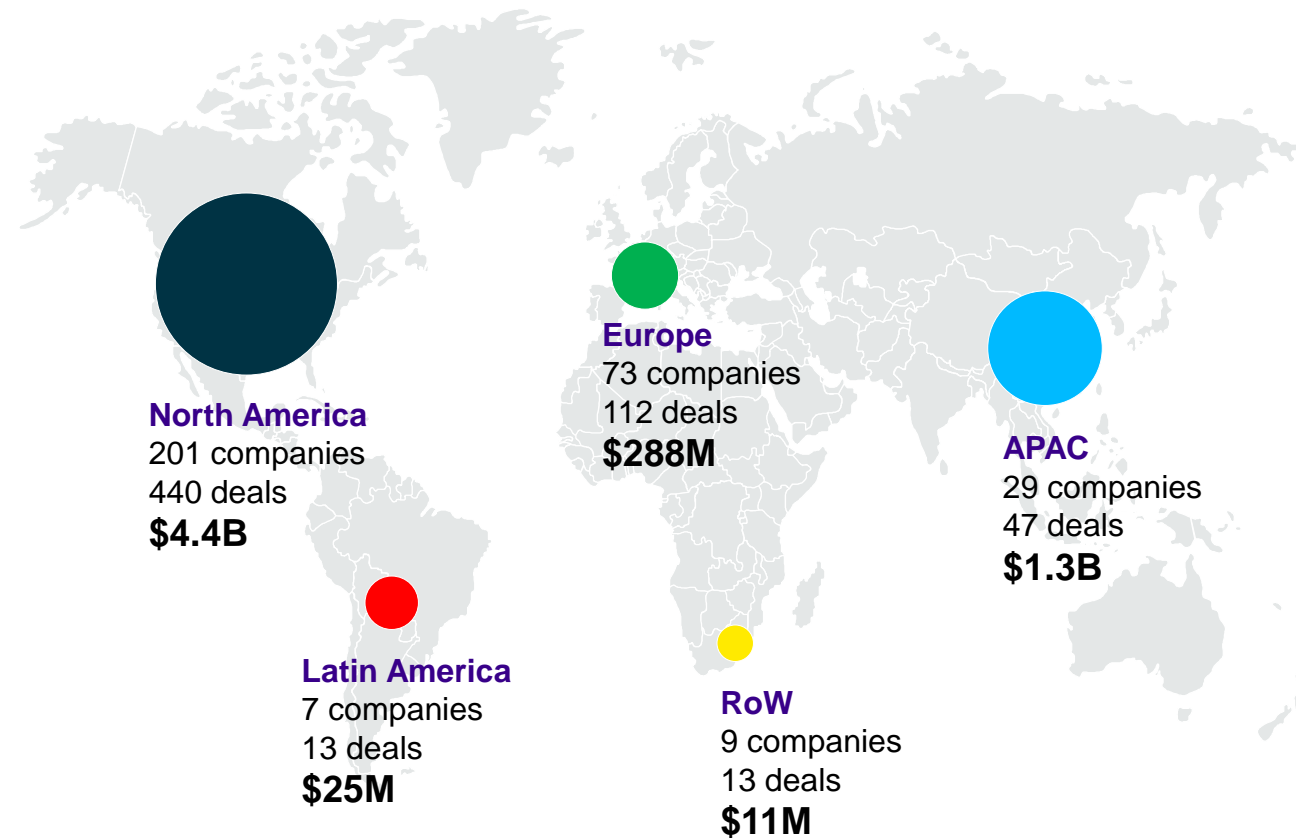 North America
201 companies
440 deals
$4.4B
Europe
73 companies
112 deals
$288M
APAC
29 companies
47 deals
$1.3B
Latin America
7 companies
13 deals
$25M
RoW
9 companies
13 deals
$11M